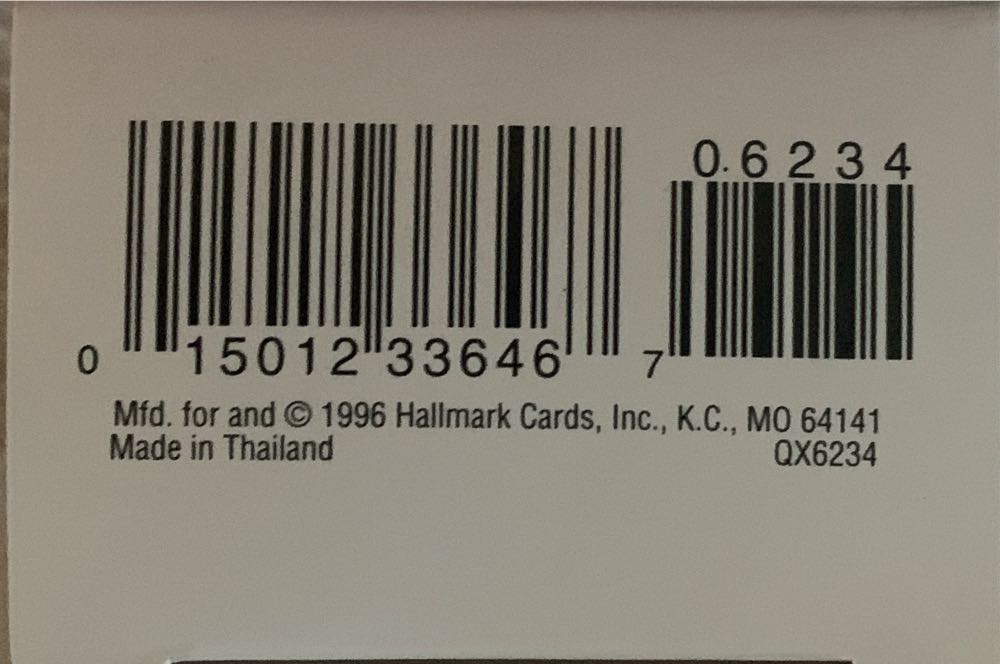 0.6234
0 15012 33646 7
Mfd. for and © 1996 Hallmark Cards, Inc., K.C., MO 64141
Made in Thailand QX6234